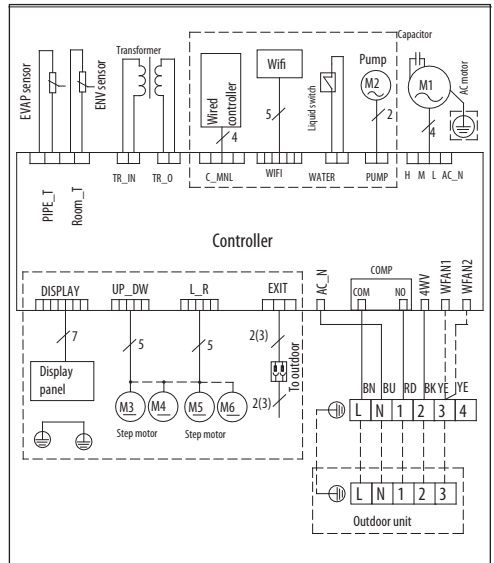 Capacitor
Transformer
EVAP sensor
ENV sensor
Wired
controller
4
Wifi
5
Liquid switch
Pump
M2
2
M1
4
AC motor
PIPE_T
Room_T
TR_IN
TR_O
C_MNL
WIFI
WATER
PUMP
H M L AC_N
Controller
DISPLAY
UP_DW
L_R
EXIT
AC_N
COMP
COM
NO
4WV
WFAN1
WFAN2
7
5
5
2(3)
To outdoor
2(3)
Display
panel
M3
M4
M5
M6
Step motor
Step motor
BN
BU
RD
BK
YE
YE
L N 1 2 3 4
L N 1 2 3
Outdoor unit